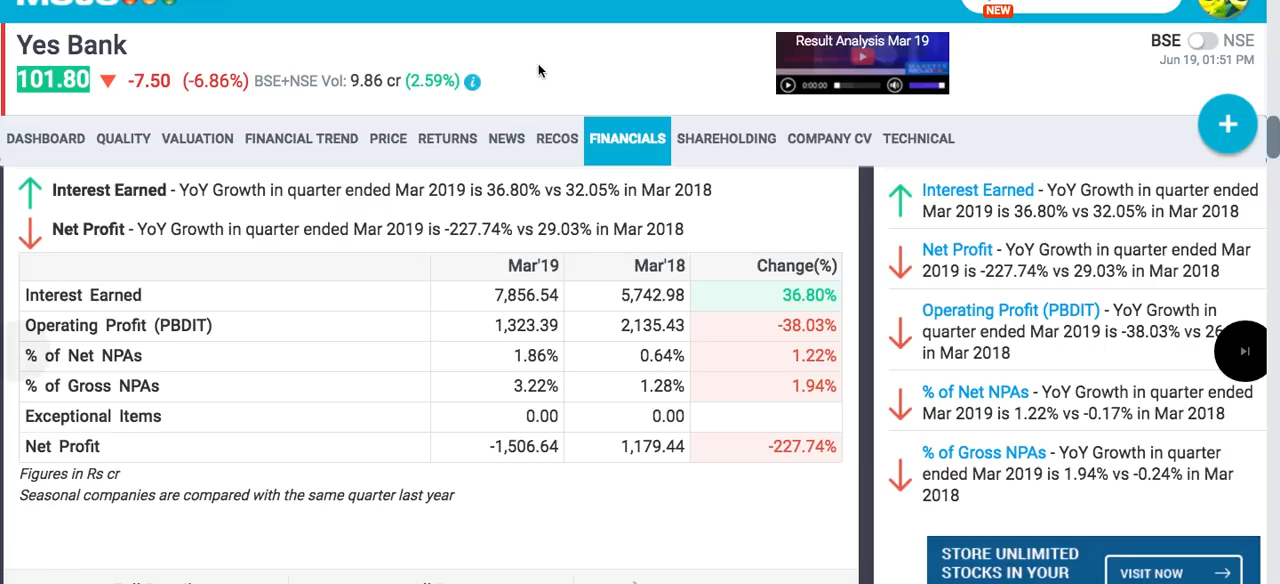 NEW
Yes Bank
101.80 ▼ -7.50 (-6.86%) BSE+NSE Vol: 9.86 cr (2.59%) i
Result Analysis Mar 19
0:00:00
BSE NSE
Jun 19, 01:51 PM
+
DASHBOARD QUALITY VALUATION FINANCIAL TREND PRICE RETURNS NEWS RECOS FINANCIALS SHAREHOLDING COMPANY CV TECHNICAL
Interest Earned - YoY Growth in quarter ended Mar 2019 is 36.80% vs 32.05% in Mar 2018
Net Profit - YoY Growth in quarter ended Mar 2019 is -227.74% vs 29.03% in Mar 2018
Mar'19 Mar'18 Change(%)
Interest Earned 7,856.54 5,742.98 36.80%
Operating Profit (PBDIT) 1,323.39 2,135.43 -38.03%
% of Net NPAs 1.86% 0.64% 1.22%
% of Gross NPAs 3.22% 1.28% 1.94%
Exceptional Items 0.00 0.00
Net Profit -1,506.64 1,179.44 -227.74%
Figures in Rs cr
Seasonal companies are compared with the same quarter last year
Interest Earned - YoY Growth in quarter ended
Mar 2019 is 36.80% vs 32.05% in Mar 2018
Net Profit - YoY Growth in quarter ended Mar
2019 is -227.74% vs 29.03% in Mar 2018
Operating Profit (PBDIT) - YoY Growth in
quarter ended Mar 2019 is -38.03% vs 26
in Mar 2018
% of Net NPAs - YoY Growth in quarter ended
Mar 2019 is 1.22% vs -0.17% in Mar 2018
% of Gross NPAs - YoY Growth in quarter
ended Mar 2019 is 1.94% vs -0.24% in Mar
2018
STORE UNLIMITED
STOCKS IN YOUR
VISIT NOW →